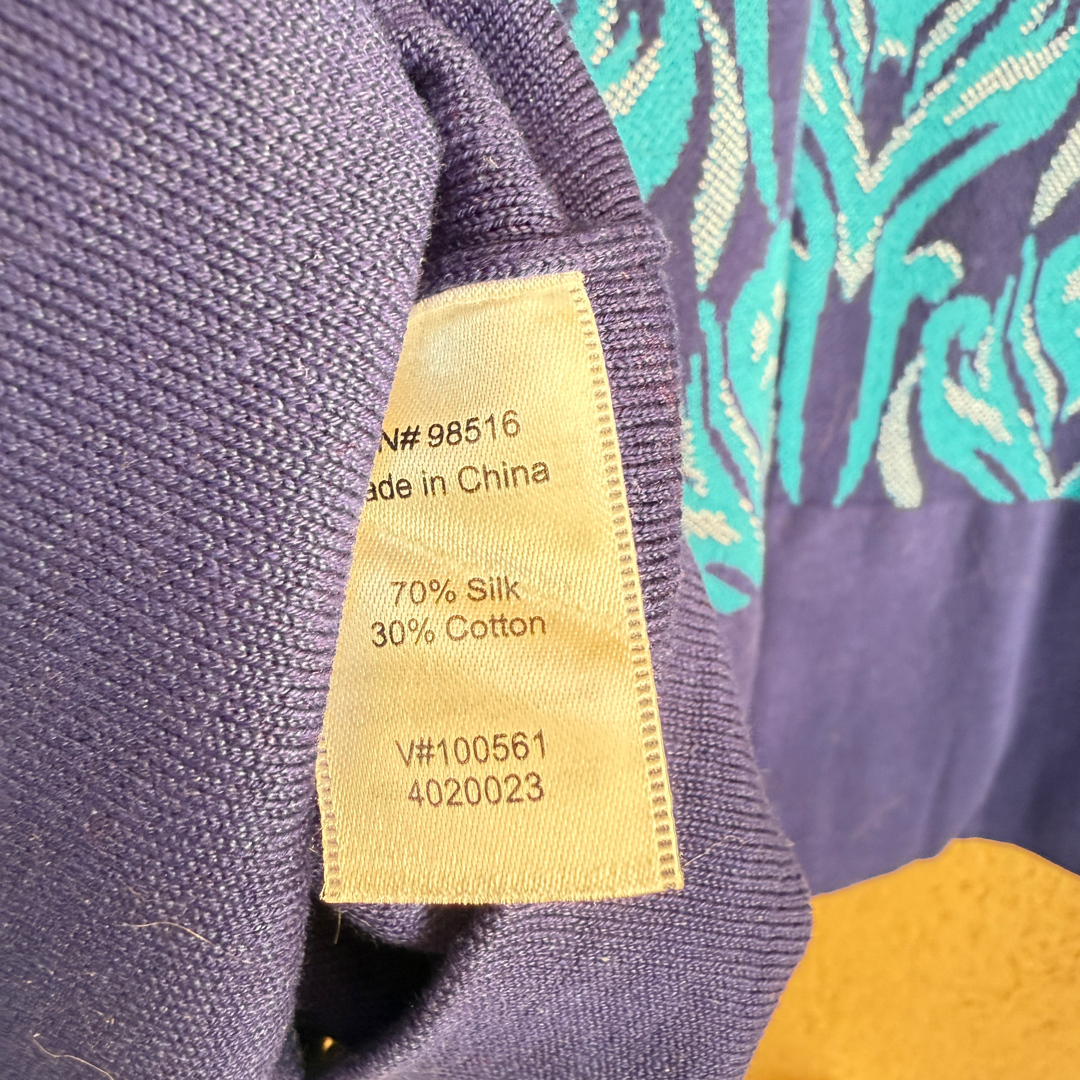 N# 98516
ade in China
70% Silk
30% Cotton
V#100561
4020023